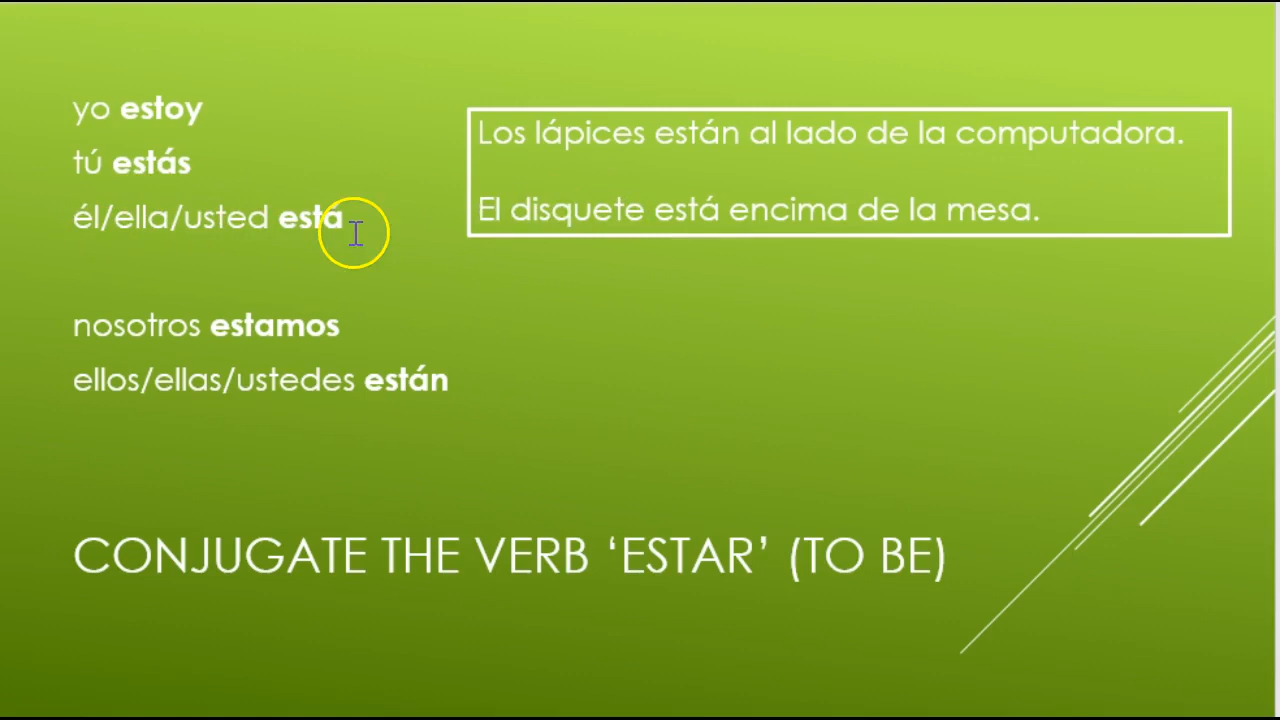 yo estoy
tú estás
él/ella/usted está
nosotros estamos
ellos/ellas/ustedes están
Los lápices están al lado de la computadora.
El disquete está encima de la mesa.
CONJUGATE THE VERB ‘ESTAR’ (TO BE)